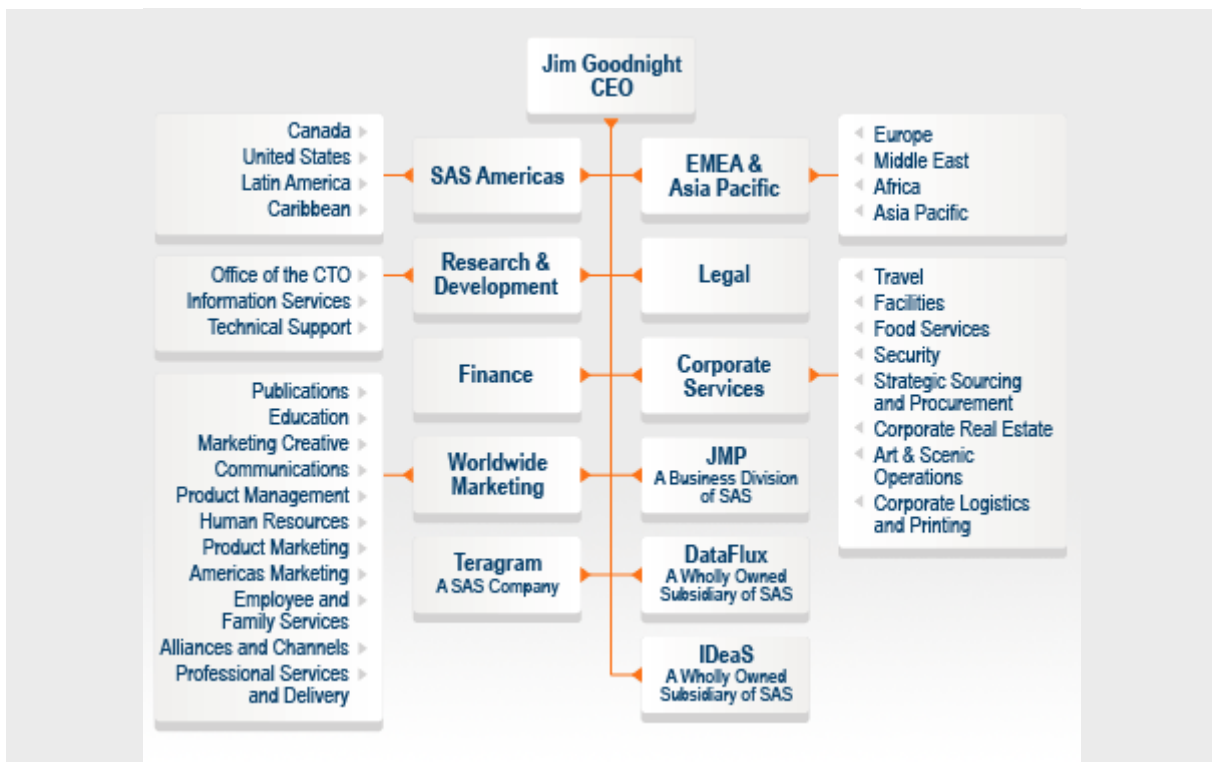 Jim Goodnight
CEO
Canada
United States
Latin America
Caribbean
SAS Americas
EMEA &
Asia Pacific
Europe
Middle East
Africa
Asia Pacific
Office of the CTO
Information Services
Technical Support
Research &
Development
Legal
Travel
Facilities
Food Services
Security
Strategic Sourcing
and Procurement
Corporate Real Estate
Art & Scenic
Operations
Corporate Logistics
and Printing
Finance
Corporate
Services
Publications
Education
Marketing Creative
Communications
Product Management
Human Resources
Product Marketing
Americas Marketing
Employee and
Family Services
Alliances and Channels
Professional Services
and Delivery
Worldwide
Marketing
JMP
A Business Division
of SAS
Teragram
A SAS Company
DataFlux
A Wholly Owned
Subsidiary of SAS
IDeaS
A Wholly Owned
Subsidiary of SAS